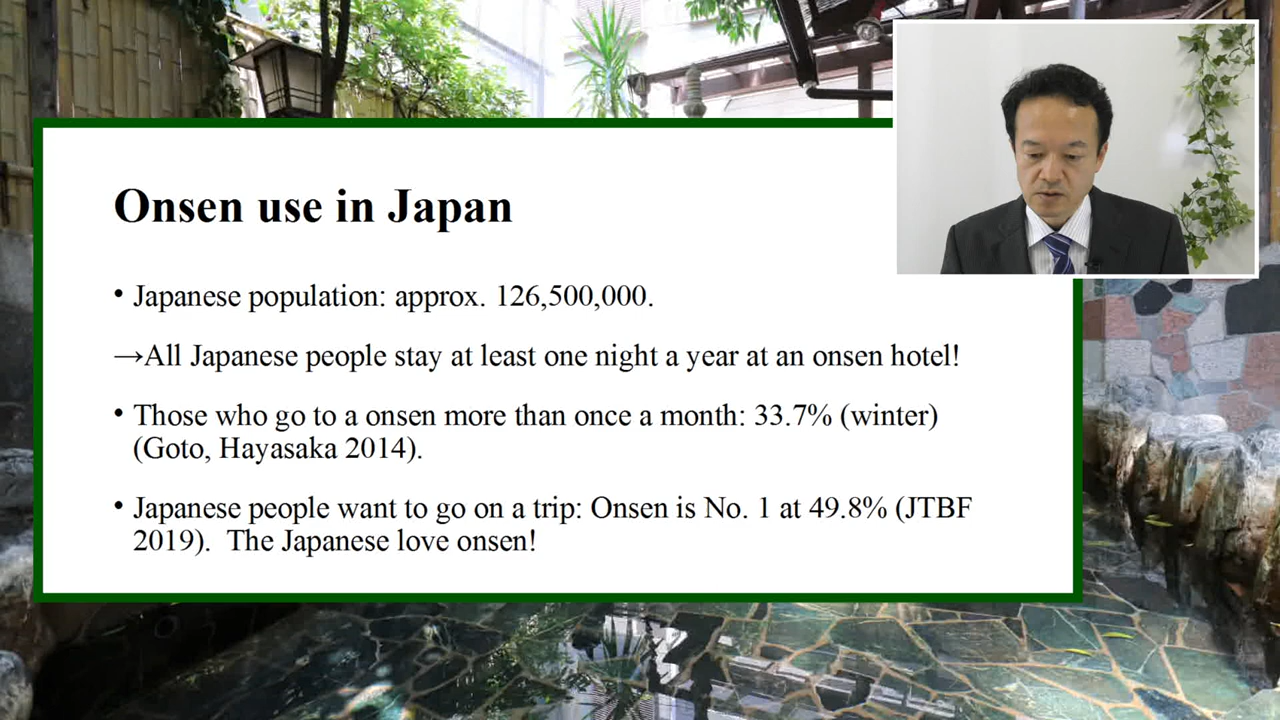 Onsen use in Japan
• Japanese population: approx. 126,500,000.
→All Japanese people stay at least one night a year at an onsen hotel!
• Those who go to a onsen more than once a month: 33.7% (winter)
(Goto, Hayasaka 2014).
• Japanese people want to go on a trip: Onsen is No. 1 at 49.8% (JTBF
2019).  The Japanese love onsen!